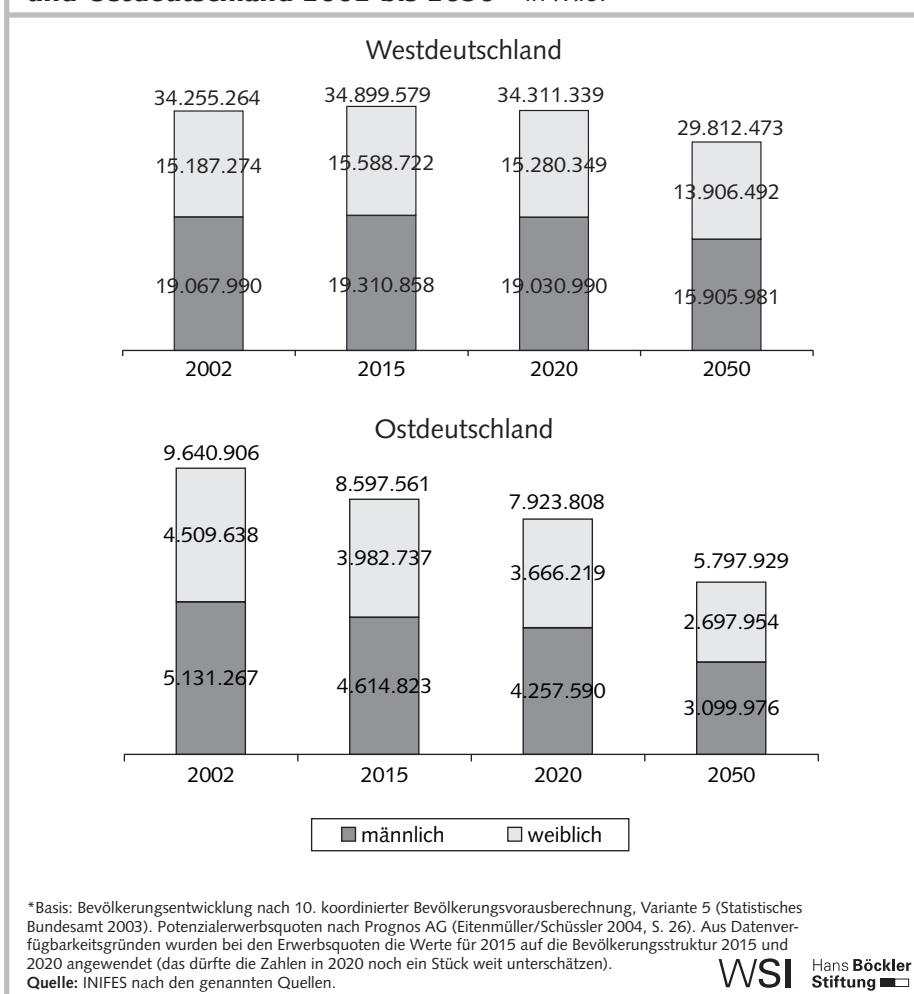 und Ostdeutschland 2002 bis 2050 - in Mio.*
Westdeutschland
34.255.264 34.899.579 34.311.339 29.812.473
15.187.274 15.588.722 15.280.349 13.906.492
19.067.990 19.310.858 19.030.990 15.905.981
2002 2015 2020 2050
Ostdeutschland
9.640.906 8.597.561 7.923.808 5.797.929
4.509.638 3.982.737 3.666.219 2.697.954
5.131.267 4.614.823 4.257.590 3.099.976
2002 2015 2020 2050
männlich weiblich
*Basis: Bevölkerungsentwicklung nach 10. koordinierter Bevölkerungsvorausberechnung, Variante 5 (Statistisches
Bundesamt 2003). Potenzialerwerbsquoten nach Prognos AG (Eitenmüller/Schüssler 2004, S. 26). Aus Datenver-
fügbarkeitsgründen wurden bei den Erwerbsquoten die Werte für 2015 auf die Bevölkerungsstruktur 2015 und
2020 angewendet (das dürfte die Zahlen in 2020 noch ein Stück weit unterschätzen).
Quelle: INIFES nach den genannten Quellen.
WSI Hans Böckler
Stiftung